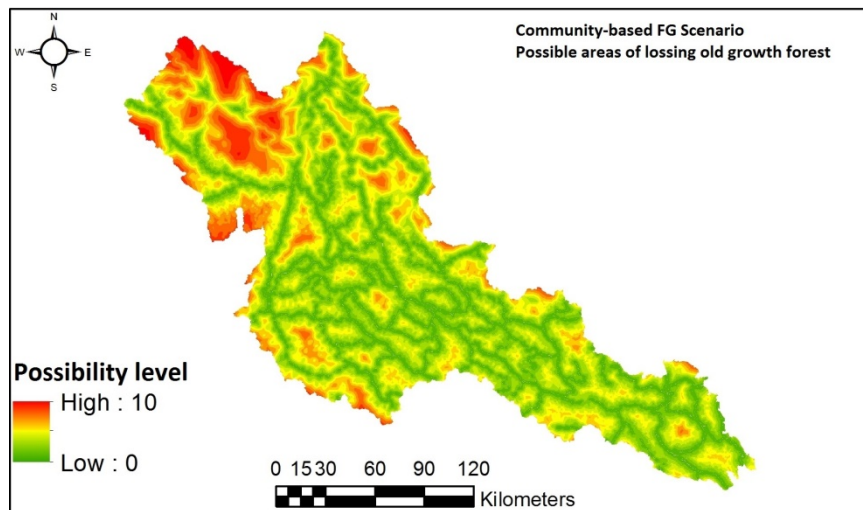 N
W
E
S
Community-based FG Scenario
Possible areas of lossing old growth forest
Possibility level
High : 10
Low : 0
0 15 30 60 90 120
Kilometers